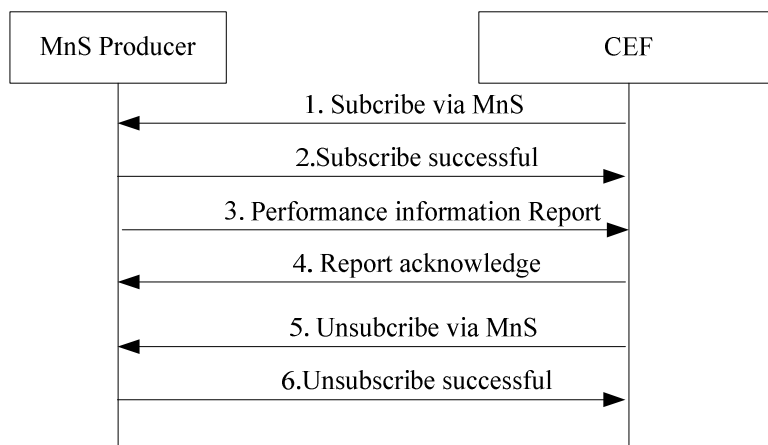 MnS Producer
CEF
1. Subcribe via MnS
2.Subscribe successful
3. Performance information Report
4. Report acknowledge
5. Unsubcribe via MnS
6.Unsubscribe successful